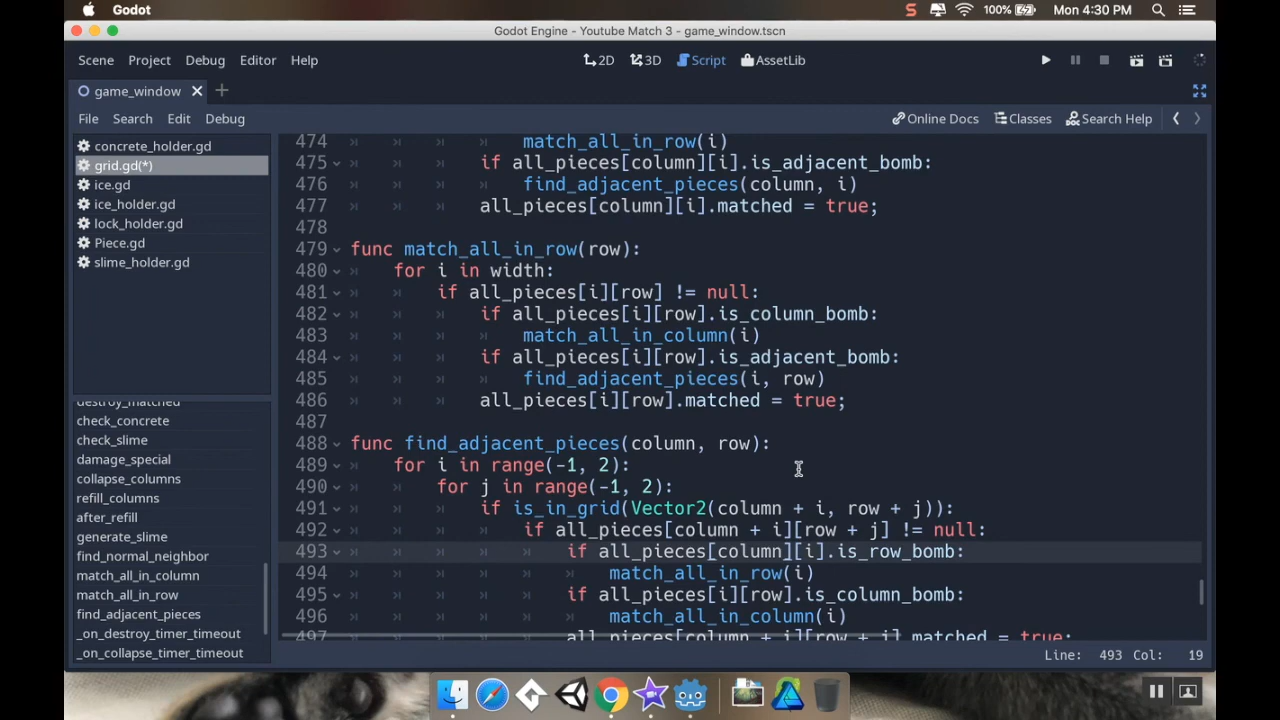 Godot
100%
Mon 4:30 PM
Godot Engine - Youtube Match 3 - game_window.tscn
Scene Project Debug Editor Help
2D 3D Script AssetLib
game_window
File Search Edit Debug
Online Docs Classes Search Help
concrete_holder.gd
grid.gd(*)
ice.gd
ice_holder.gd
lock_holder.gd
Piece.gd
slime_holder.gd
destroy_matched
check_concrete
check_slime
damage_special
collapse_columns
refill_columns
after_refill
generate_slime
find_normal_neighbor
match_all_in_column
match_all_in_row
find_adjacent_pieces
_on_destroy_timer_timeout
_on_collapse_timer_timeout
474 match_all_in_row(i)
475 if all_pieces[column][i].is_adjacent_bomb:
476 find_adjacent_pieces(column, i)
477 all_pieces[column][i].matched = true;
478
479 func match_all_in_row(row):
480 for i in width:
481 if all_pieces[i][row] != null:
482 if all_pieces[i][row].is_column_bomb:
483 match_all_in_column(i)
484 if all_pieces[i][row].is_adjacent_bomb:
485 find_adjacent_pieces(i, row)
486 all_pieces[i][row].matched = true;
487
488 func find_adjacent_pieces(column, row):
489 for i in range(-1, 2):
490 for j in range(-1, 2):
491 if is_in_grid(Vector2(column + i, row + j)):
492 if all_pieces[column + i][row + j] != null:
493 if all_pieces[column][i].is_row_bomb:
494 match_all_in_row(i)
495 if all_pieces[i][row].is_column_bomb:
496 match_all_in_column(i)
497 all_pieces[column + i][row + j].matched = true;
Line: 493 Col: 19